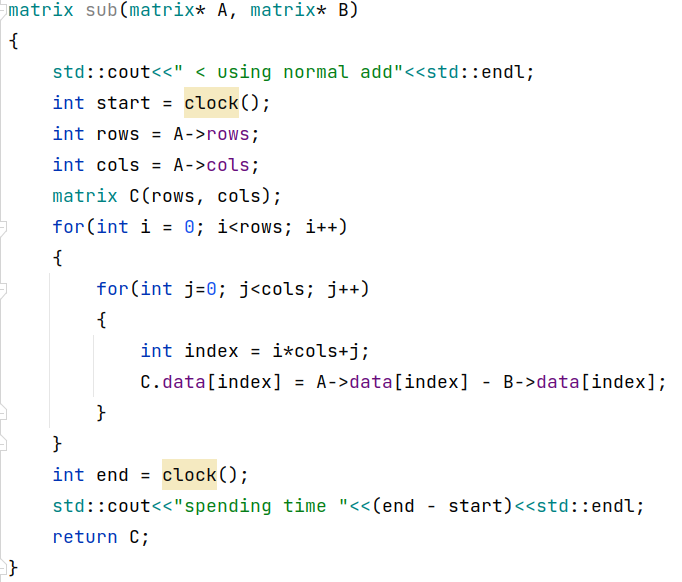 matrix sub(matrix* A, matrix* B)
{
    std::cout<<" < using normal add"<<std::endl;
    int start = clock();
    int rows = A->rows;
    int cols = A->cols;
    matrix C(rows, cols);
    for(int i = 0; i<rows; i++)
    {
        for(int j=0; j<cols; j++)
        {
            int index = i*cols+j;
            C.data[index] = A->data[index] - B->data[index];
        }
    }
    int end = clock();
    std::cout<<"spending time "<<(end - start)<<std::endl;
    return C;
}